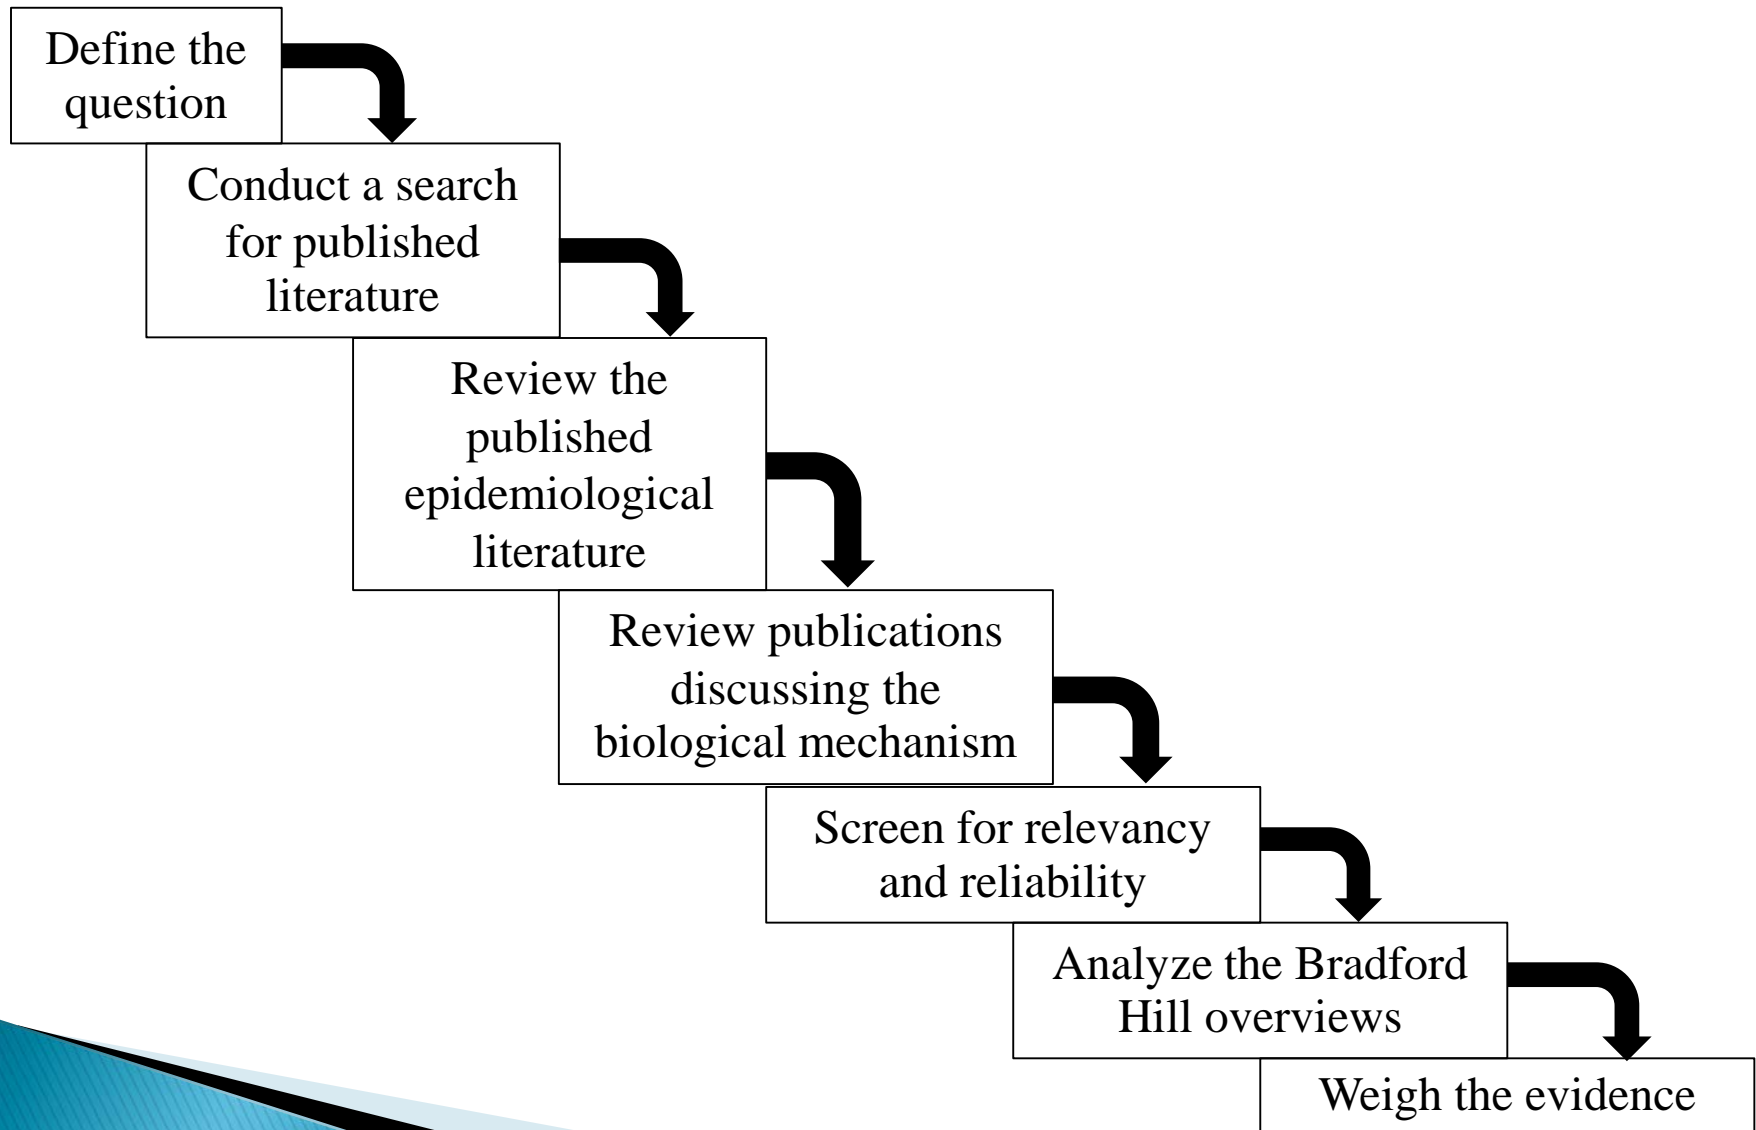 Define the
question
Conduct a search
for published
literature
Review the
published
epidemiological
literature
Review publications
discussing the
biological mechanism
Screen for relevancy
and reliability
Analyze the Bradford
Hill overviews
Weigh the evidence